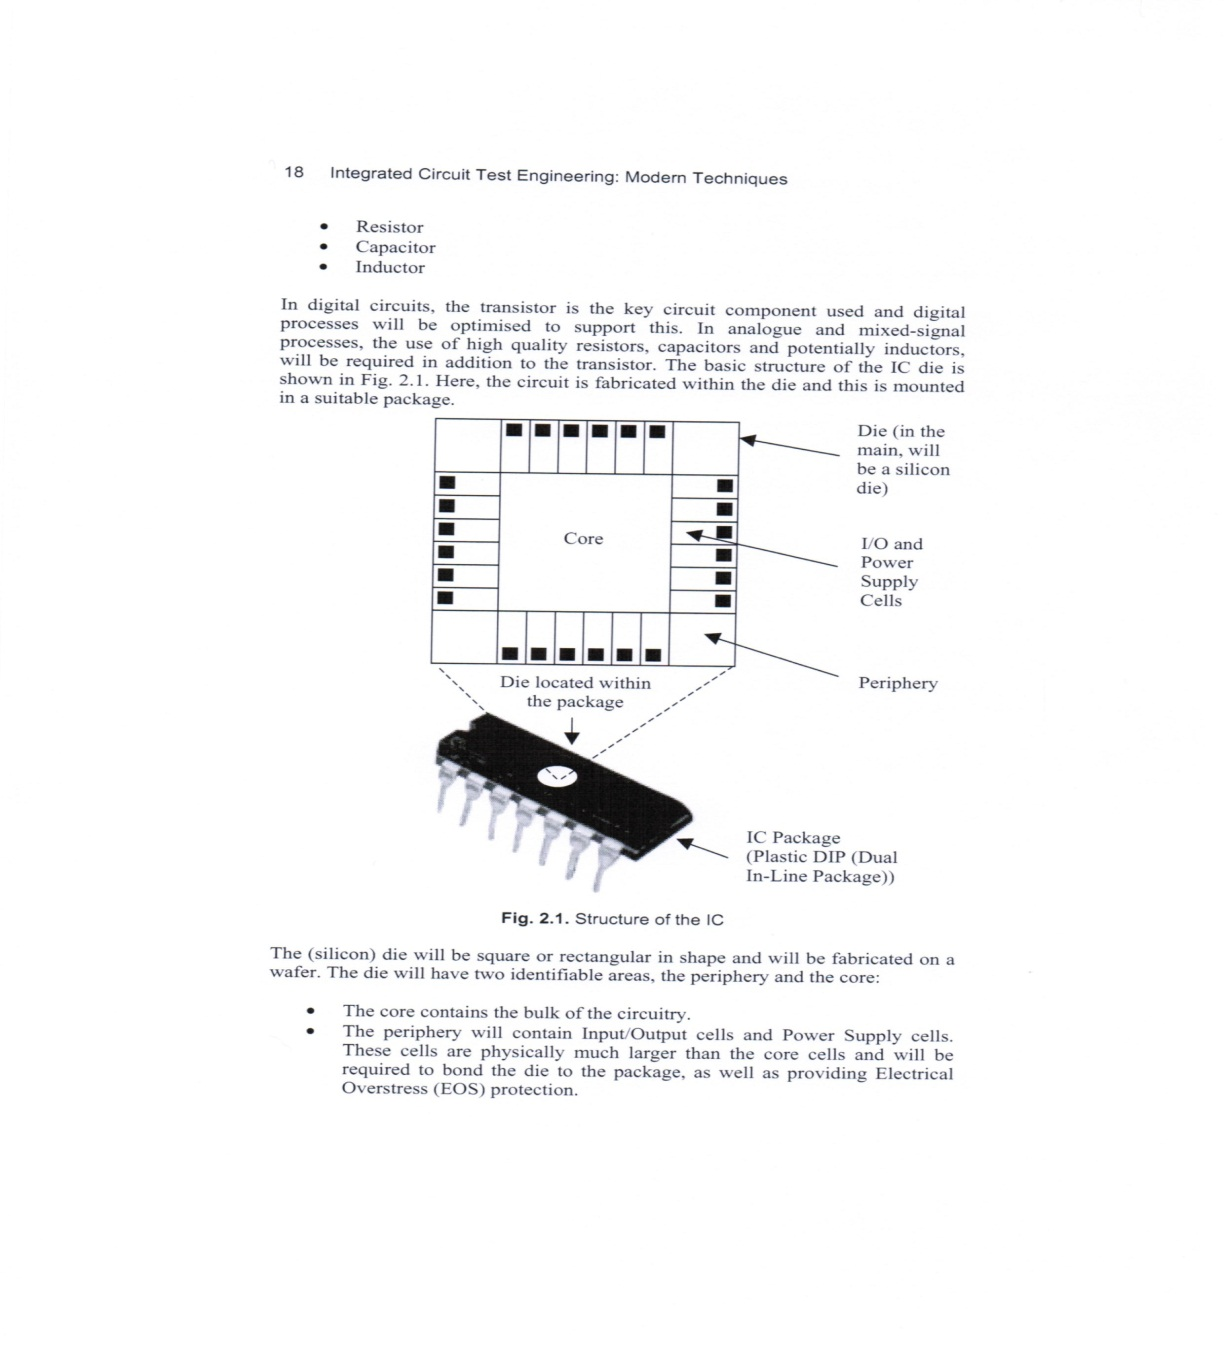 18 Integrated Circuit Test Engineering: Modern Techniques
• Resistor
• Capacitor
• Inductor
In digital circuits, the transistor is the key circuit component used and digital
processes will be optimised to support this. In analogue and mixed-signal
processes, the use of high quality resistors, capacitors and potentially inductors,
will be required in addition to the transistor. The basic structure of the IC die is
shown in Fig. 2.1. Here, the circuit is fabricated within the die and this is mounted
in a suitable package.
Die (in the
main, will
be a silicon
die)
Core
I/O and
Power
Supply
Cells
Periphery
Die located within
the package
IC Package
(Plastic DIP (Dual
In-Line Package))
Fig. 2.1. Structure of the IC
The (silicon) die will be square or rectangular in shape and will be fabricated on a
wafer. The die will have two identifiable areas, the periphery and the core:
• The core contains the bulk of the circuitry.
• The periphery will contain Input/Output cells and Power Supply cells.
These cells are physically much larger than the core cells and will be
required to bond the die to the package, as well as providing Electrical
Overstress (EOS) protection.